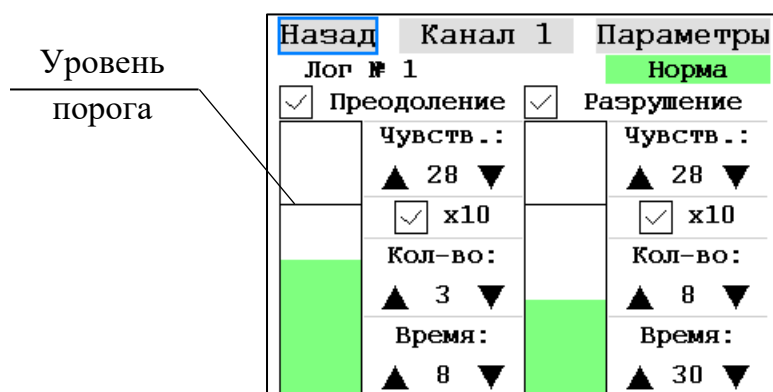 Уровень
порога
Назад Канал 1 Параметры
Лог № 1 Норма
Преодоление Разрушение
Чувств.: Чувств.:
28 28
x10 x10
Кол-во: Кол-во:
3 8
Время: Время:
8 30